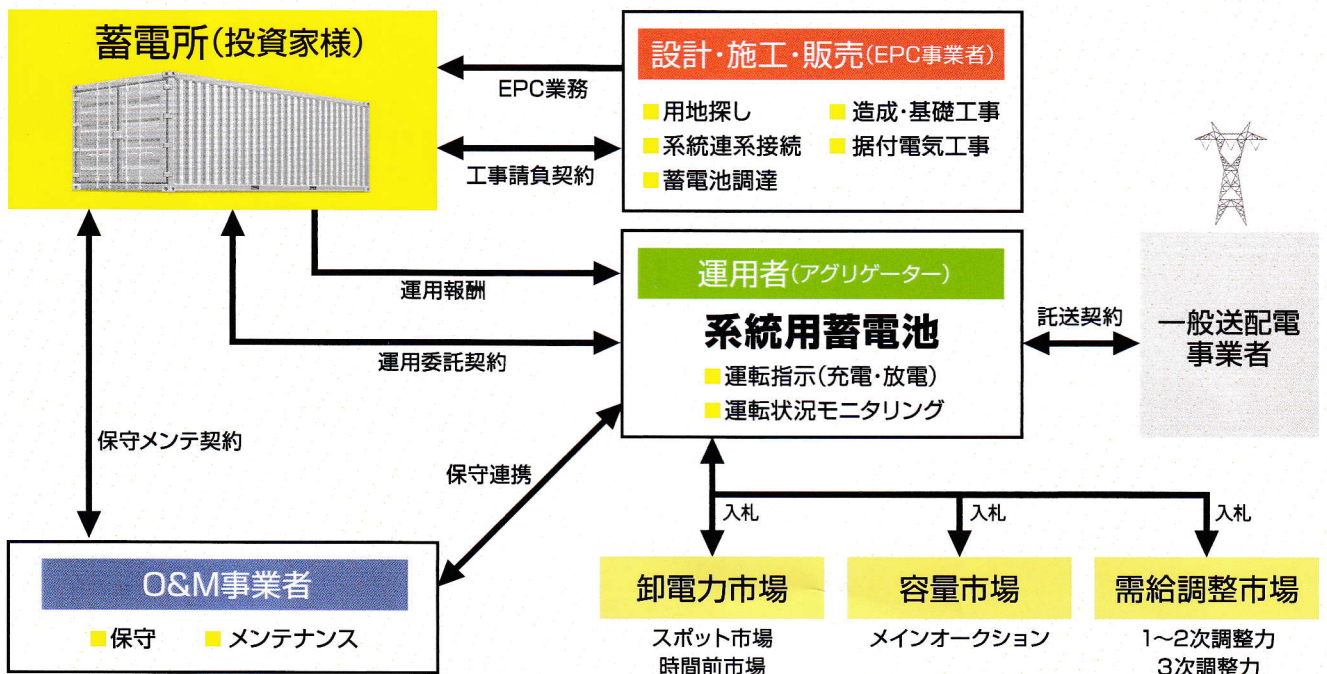 蓄電所(投資家様)
EPC業務
工事請負契約
設計・施工・販売(EPC事業者)
用地探し
造成・基礎工事
系統連系接続
据付電気工事
蓄電池調達
運用報酬
運用委託契約
運用者(アグリゲーター)
系統用蓄電池
運転指示(充電・放電)
運転状況モニタリング
託送契約
一般送配電
事業者
保守メンテ契約
保守連携
O&M事業者
保守
メンテナンス
入札
入札
入札
卸電力市場
スポット市場
時間前市場
容量市場
メインオークション
需給調整市場
1〜2次調整力
3次調整力